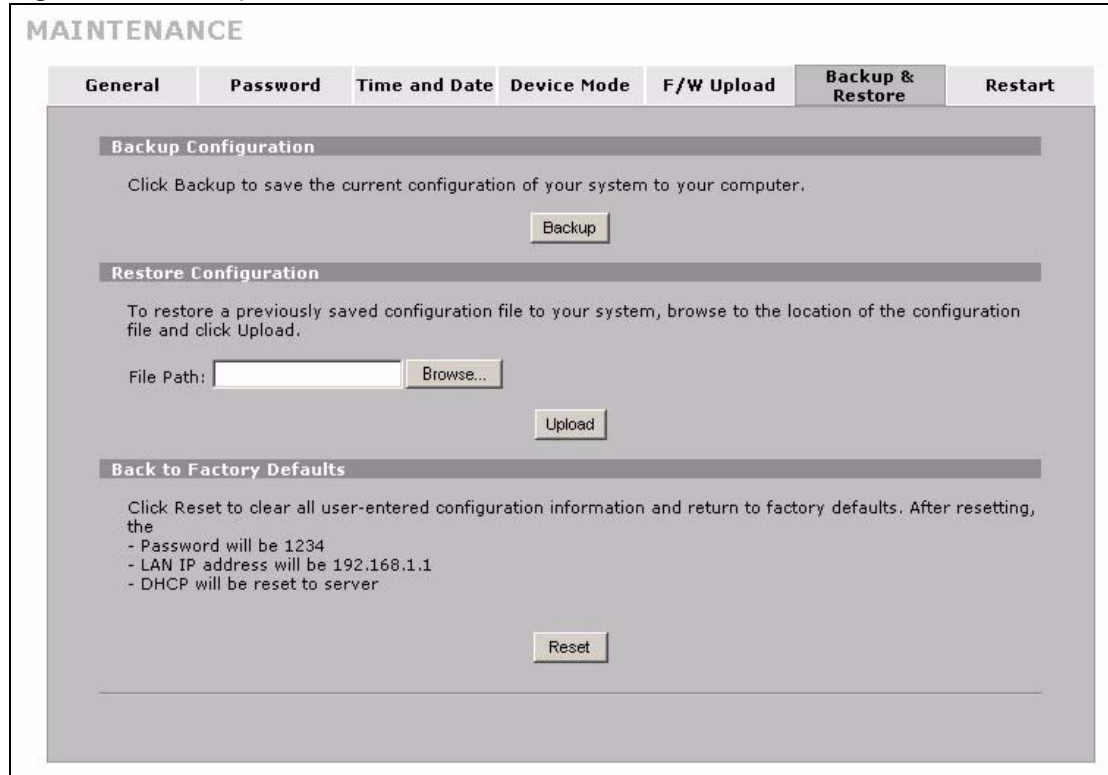 MAINTENANCE
General Password Time and Date Device Mode F/W Upload Backup & Restore Restart
Backup Configuration
Click Backup to save the current configuration of your system to your computer.
Backup
Restore Configuration
To restore a previously saved configuration file to your system, browse to the location of the configuration
file and click Upload.
File Path: Browse...
Upload
Back to Factory Defaults
Click Reset to clear all user-entered configuration information and return to factory defaults. After resetting,
the
- Password will be 1234
- LAN IP address will be 192.168.1.1
- DHCP will be reset to server
Reset